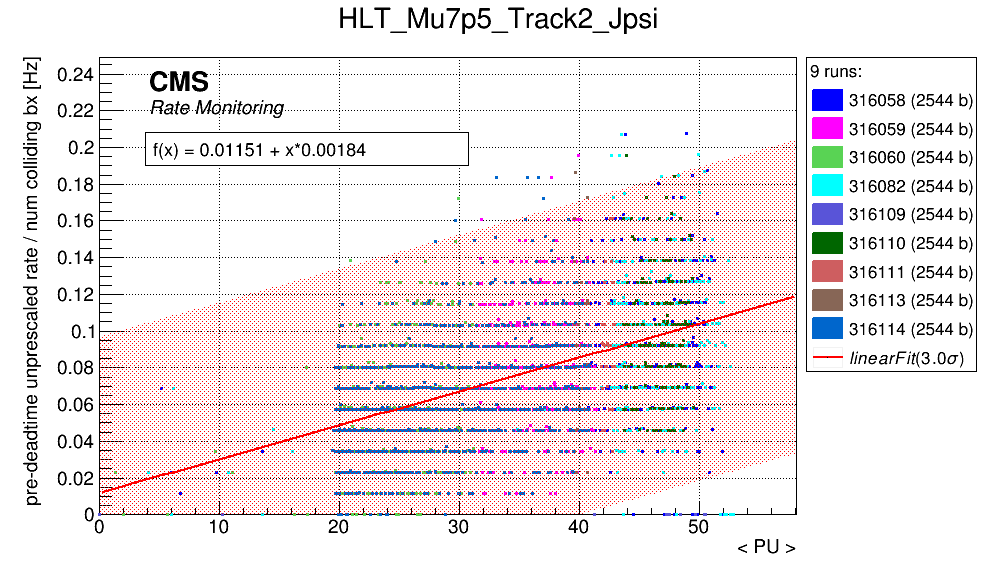 HLT_Mu7p5_Track2_Jpsi
pre-deadtime unprescaled rate / num colliding bx [Hz]
0.24
0.22
0.2
0.18
0.16
0.14
0.12
0.1
0.08
0.06
0.04
0.02
0
CMS
Rate Monitoring
f(x) = 0.01151 + x*0.00184
0 10 20 30 40 50
< PU >
9 runs:
316058 (2544 b)
316059 (2544 b)
316060 (2544 b)
316082 (2544 b)
316109 (2544 b)
316110 (2544 b)
316111 (2544 b)
316113 (2544 b)
316114 (2544 b)
linearFit(3.0σ)